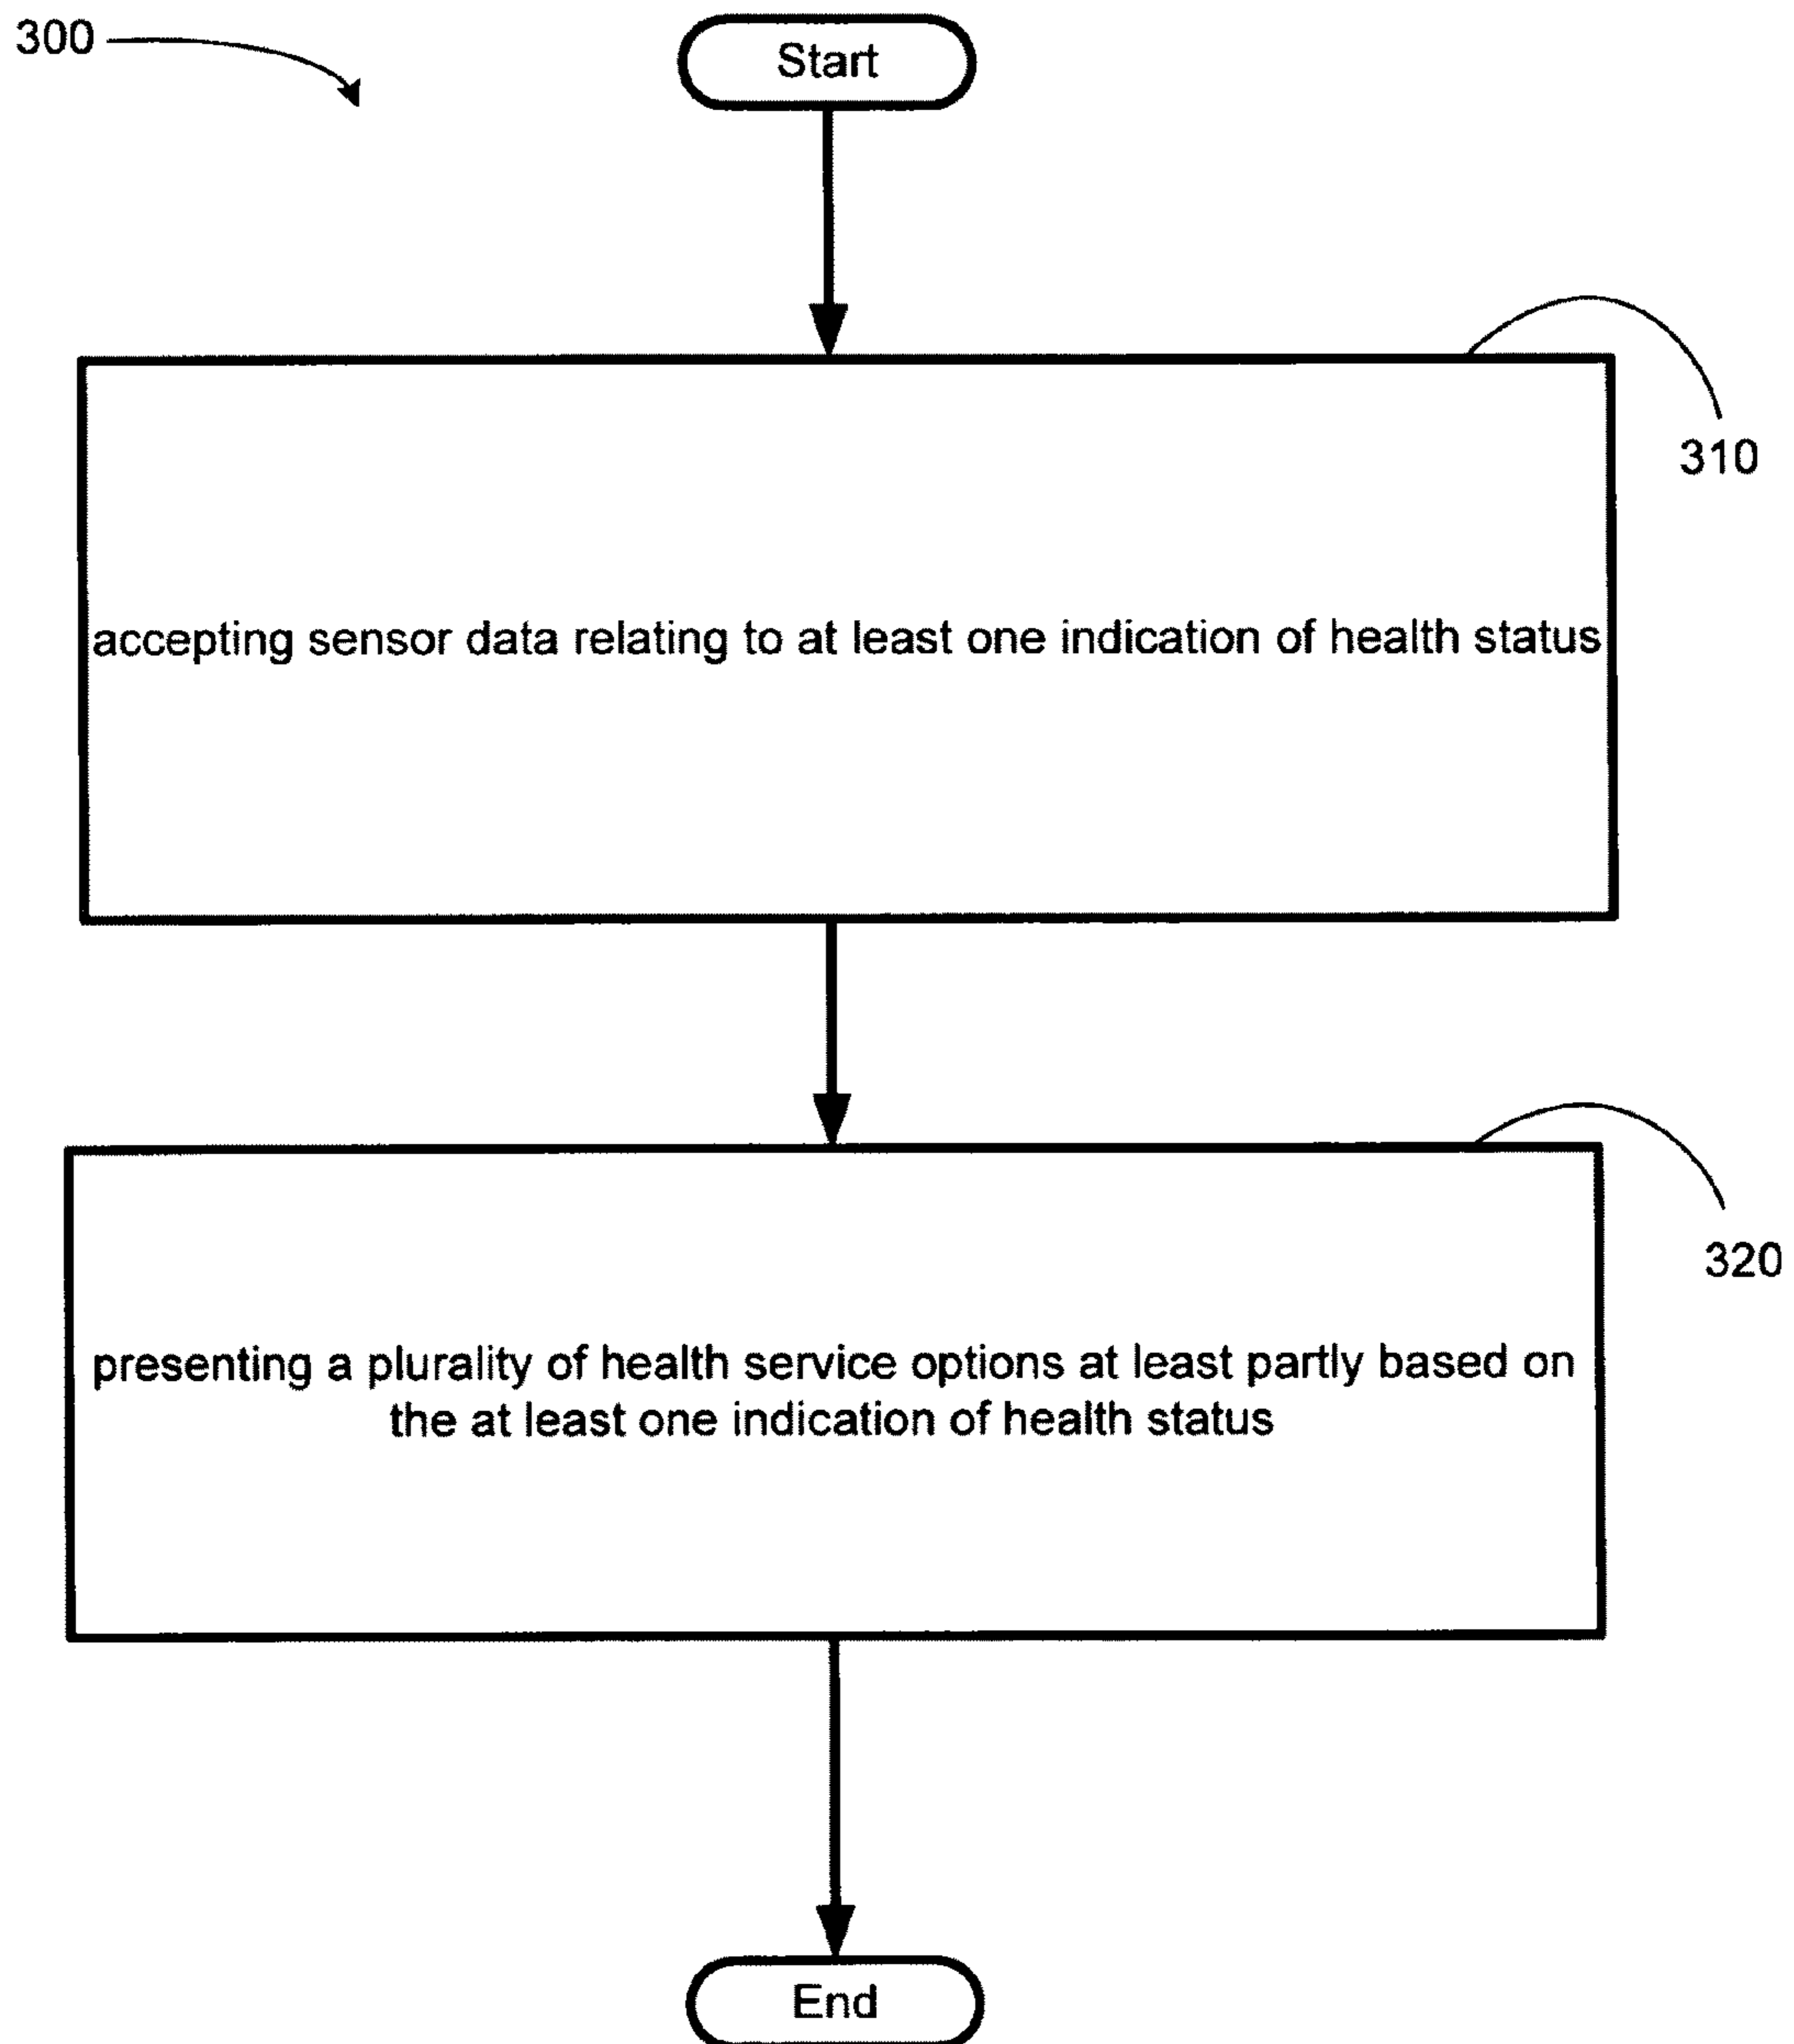 300
Start
310
accepting sensor data relating to at least one indication of health status
320
presenting a plurality of health service options at least partly based on
the at least one indication of health status
End